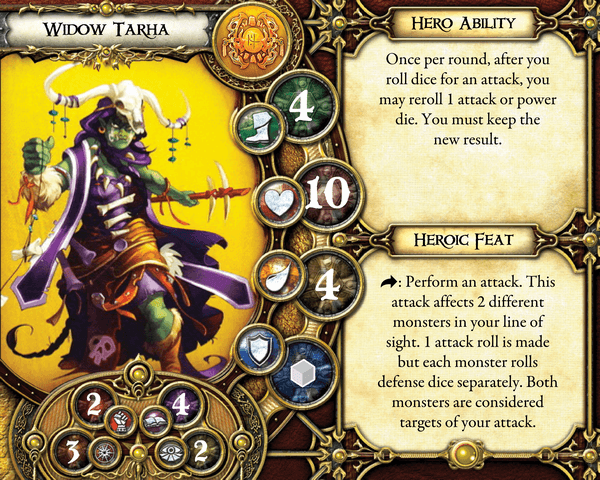 WIDOW TARHA
4
10
4
2
4
3
2
HERO ABILITY
Once per round, after you
roll dice for an attack, you
may reroll 1 attack or power
die. You must keep the
new result.
HEROIC FEAT
: Perform an attack. This
attack affects 2 different
monsters in your line of
sight. 1 attack roll is made
but each monster rolls
defense dice separately. Both
monsters are considered
targets of your attack.